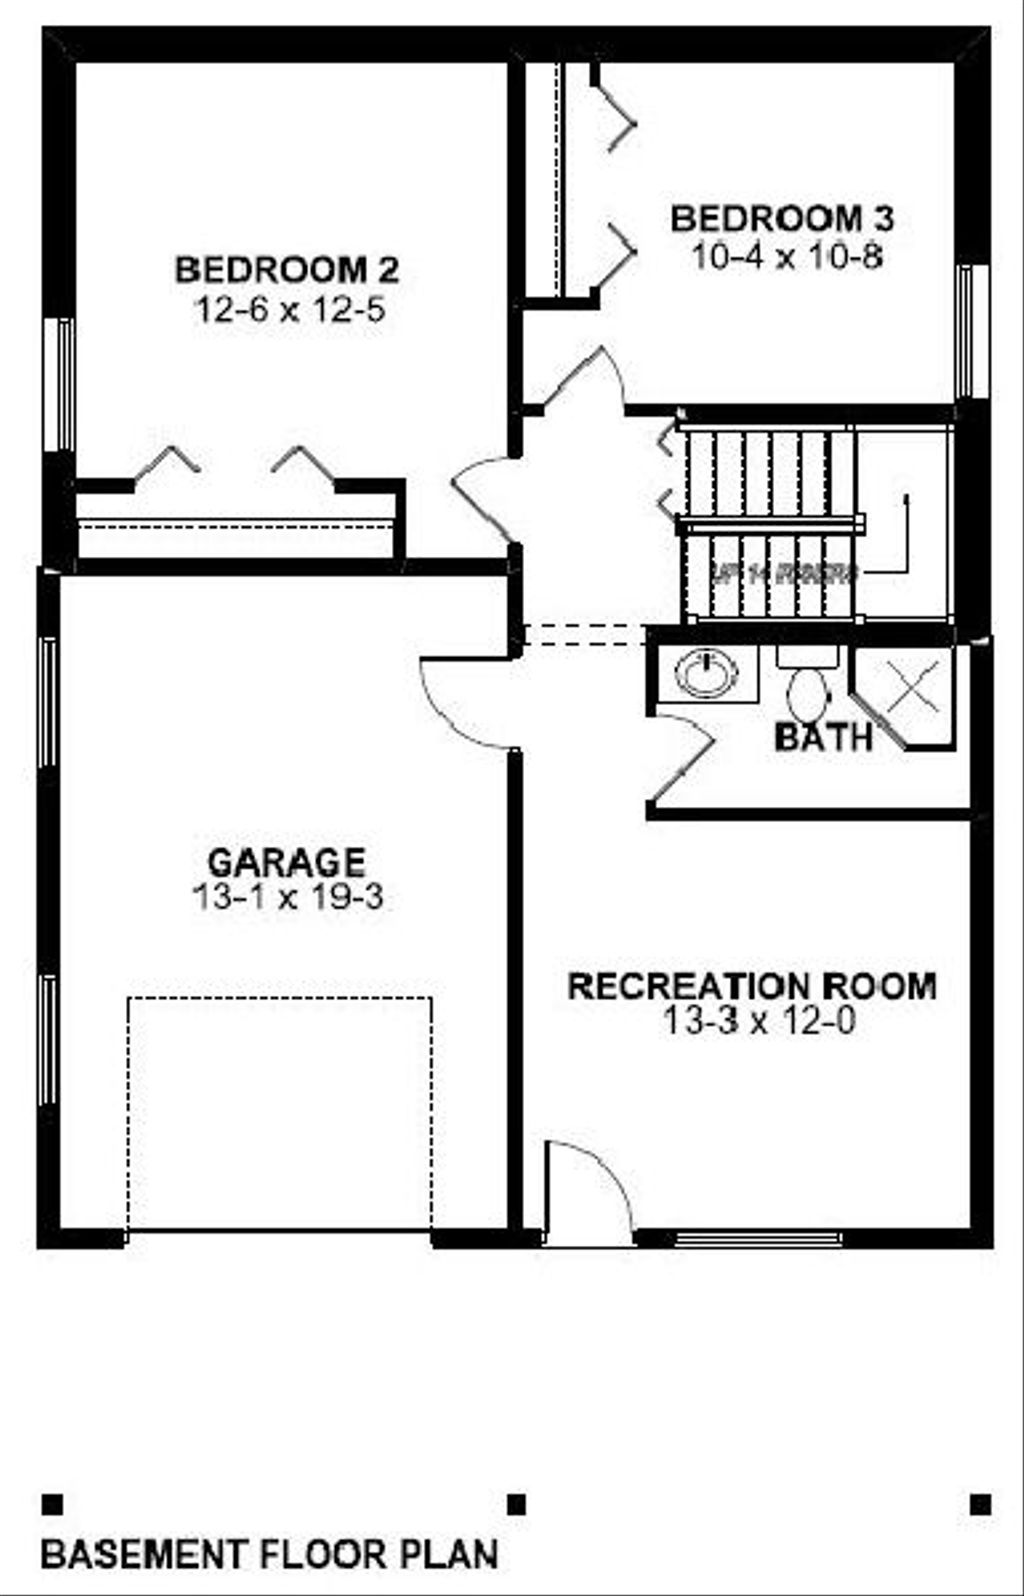 BEDROOM 3
10-4 x 10-8
BEDROOM 2
12-6 x 12-5
UP 14 RISERS
BATH
GARAGE
13-1 x 19-3
RECREATION ROOM
13-3 x 12-0
BASEMENT FLOOR PLAN